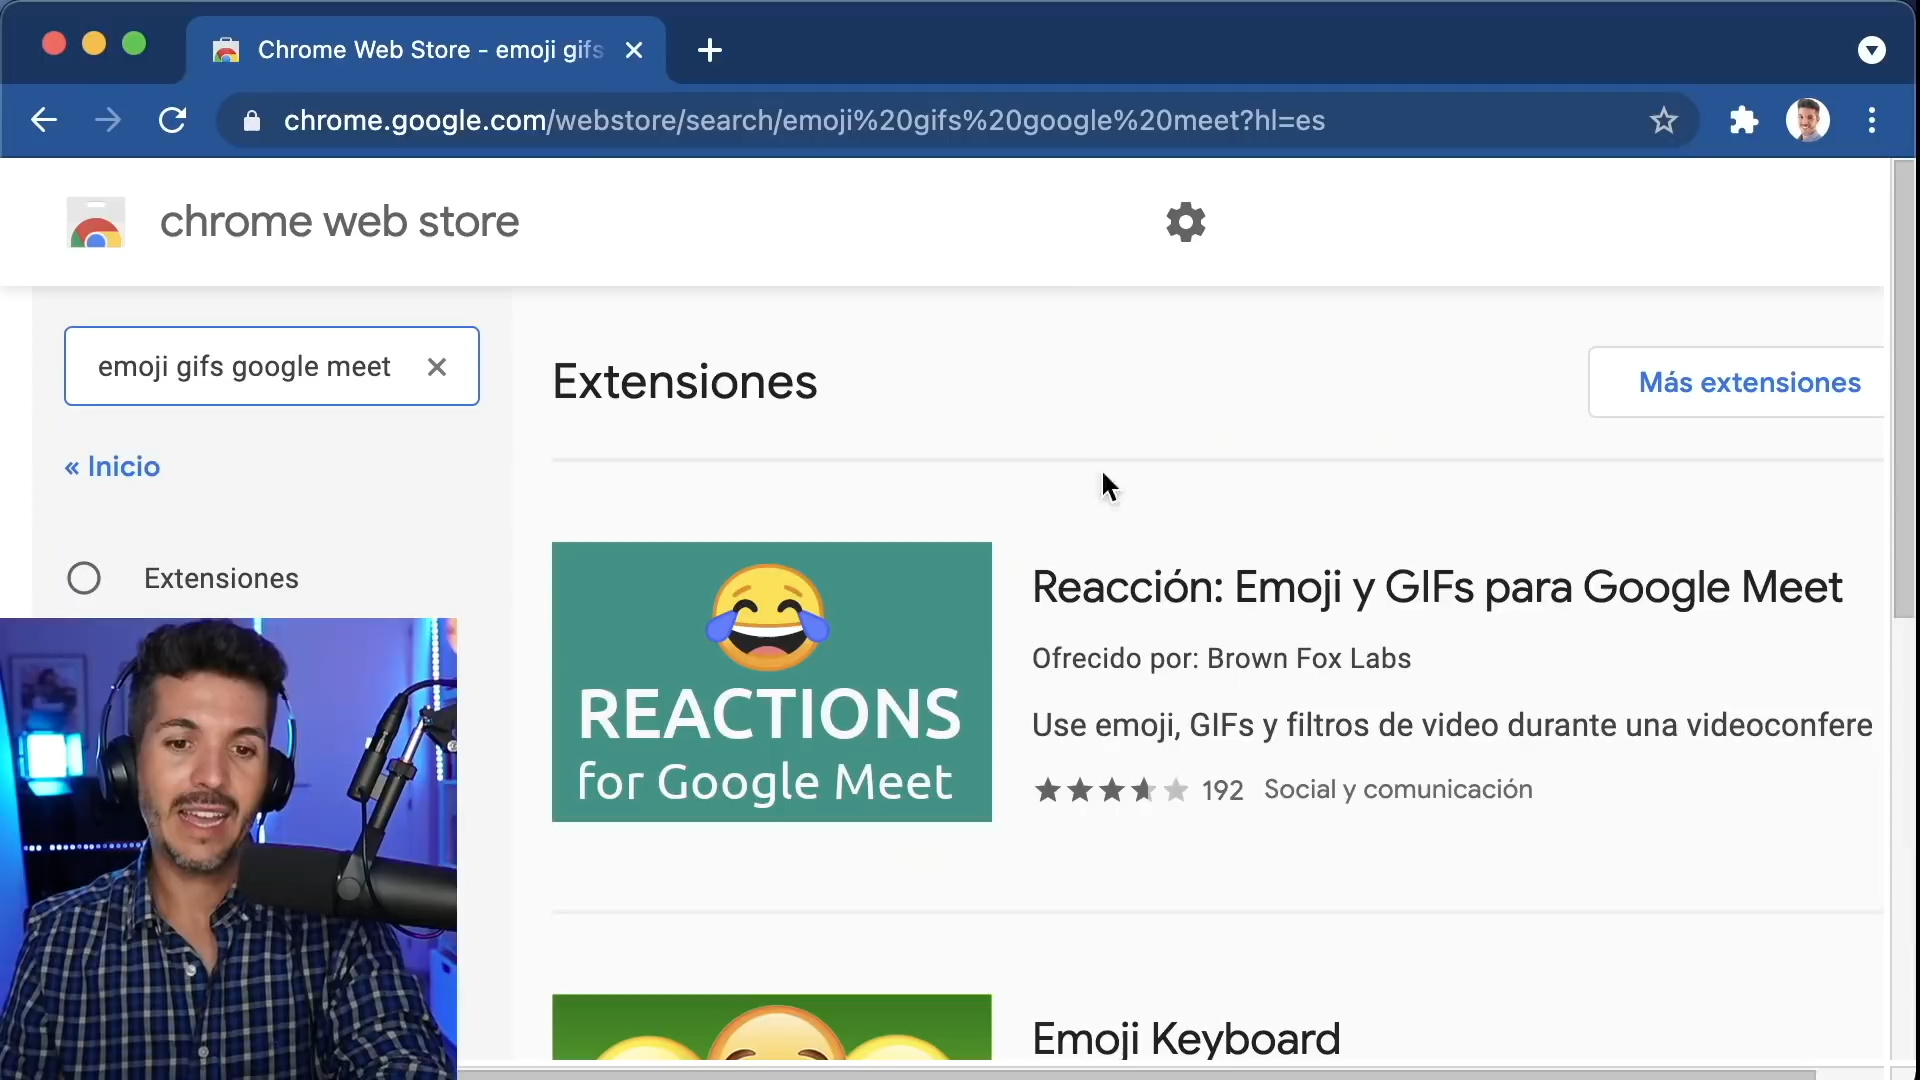 Chrome Web Store - emoji gifs
chrome.google.com/webstore/search/emoji%20gifs%20google%20meet?hl=es
chrome web store
emoji gifs google meet
Extensiones
Más extensiones
« Inicio
Extensiones
REACTIONS
for Google Meet
Reacción: Emoji y GIFs para Google Meet
Ofrecido por: Brown Fox Labs
Use emoji, GIFs y filtros de video durante una videoconfere
192 Social y comunicación
Emoji Keyboard